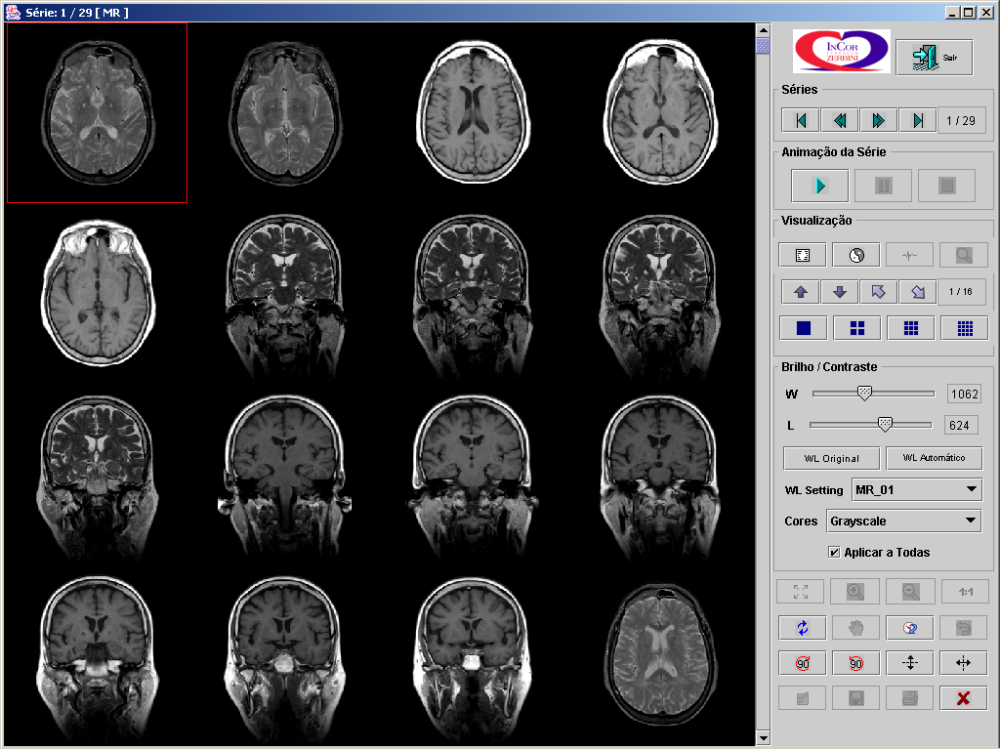 Série: 1 / 29 [ MR ]
InCor
FUNDAÇÃO
ZERBINI
Sair
Séries
1 / 29
Animação da Série
Visualização
1 / 16
Brilho / Contraste
W 1062
L 624
WL Original WL Automático
WL Setting MR_01
Cores Grayscale
Aplicar a Todas
1:1
90 90